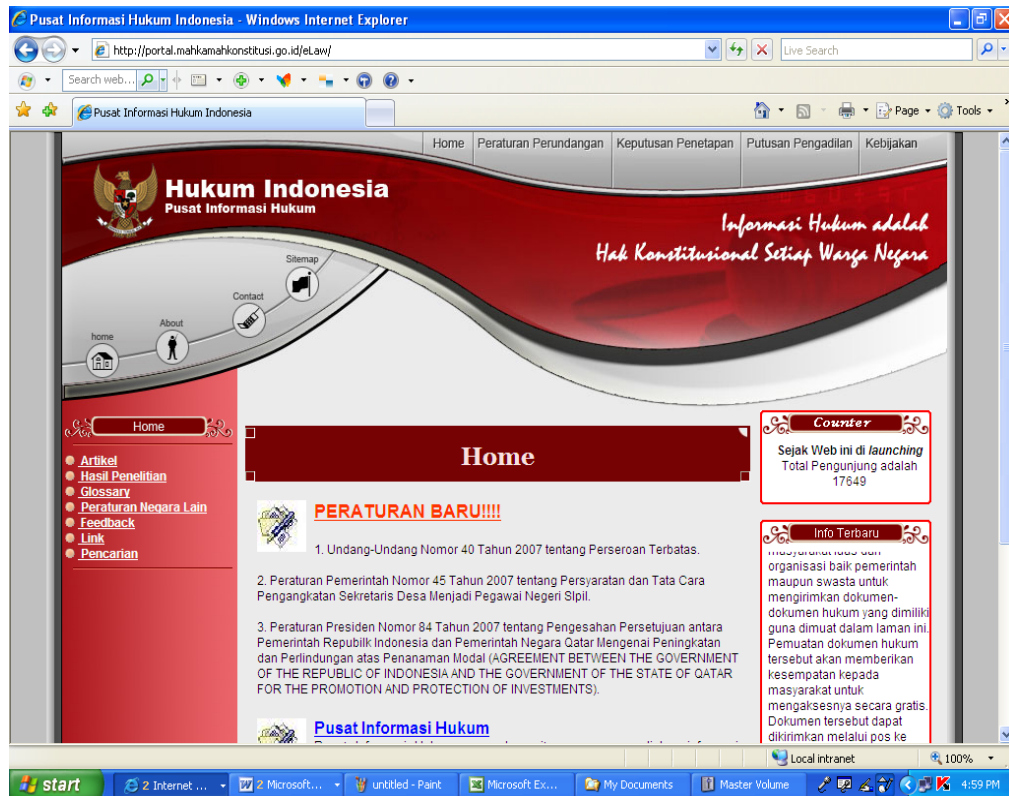 Pusat Informasi Hukum Indonesia - Windows Internet Explorer
http://portal.mahkamahkonstitusi.go.id/eLaw/
Live Search
Search web...
Pusat Informasi Hukum Indonesia
Page
Tools
Home
Peraturan Perundangan
Keputusan Penetapan
Putusan Pengadilan
Kebijakan
Hukum Indonesia
Pusat Informasi Hukum
Informasi Hukum adalah
Hak Konstitusional Setiap Warga Negara
Sitemap
Contact
About
home
Home
Artikel
Hasil Penelitian
Glossary
Peraturan Negara Lain
Feedback
Link
Pencarian
Home
PERATURAN BARU!!!!
1. Undang-Undang Nomor 40 Tahun 2007 tentang Perseroan Terbatas.
2. Peraturan Pemerintah Nomor 45 Tahun 2007 tentang Persyaratan dan Tata Cara
Pengangkatan Sekretaris Desa Menjadi Pegawai Negeri SIpil.
3. Peraturan Presiden Nomor 84 Tahun 2007 tentang Pengesahan Persetujuan antara
Pemerintah Repubilk Indonesia dan Pemerintah Negara Qatar Mengenai Peningkatan
dan Perlindungan atas Penanaman Modal (AGREEMENT BETWEEN THE GOVERNMENT
OF THE REPUBLIC OF INDONESIA AND THE GOVERNMENT OF THE STATE OF QATAR
FOR THE PROMOTION AND PROTECTION OF INVESTMENTS).
Pusat Informasi Hukum
Counter
Sejak Web ini di launching
Total Pengunjung adalah
17649
Info Terbaru
masyarakat luas dan
organisasi baik pemerintah
maupun swasta untuk
mengirimkan dokumen-
dokumen hukum yang dimiliki
guna dimuat dalam laman ini.
Pemuatan dokumen hukum
tersebut akan memberikan
kesempatan kepada
masyarakat untuk
mengaksesnya secara gratis.
Dokumen tersebut dapat
dikirimkan melalui pos ke
Local intranet
100%
start
2 Internet ...
2 Microsoft...
untitled - Paint
Microsoft Ex...
My Documents
Master Volume
4:59 PM